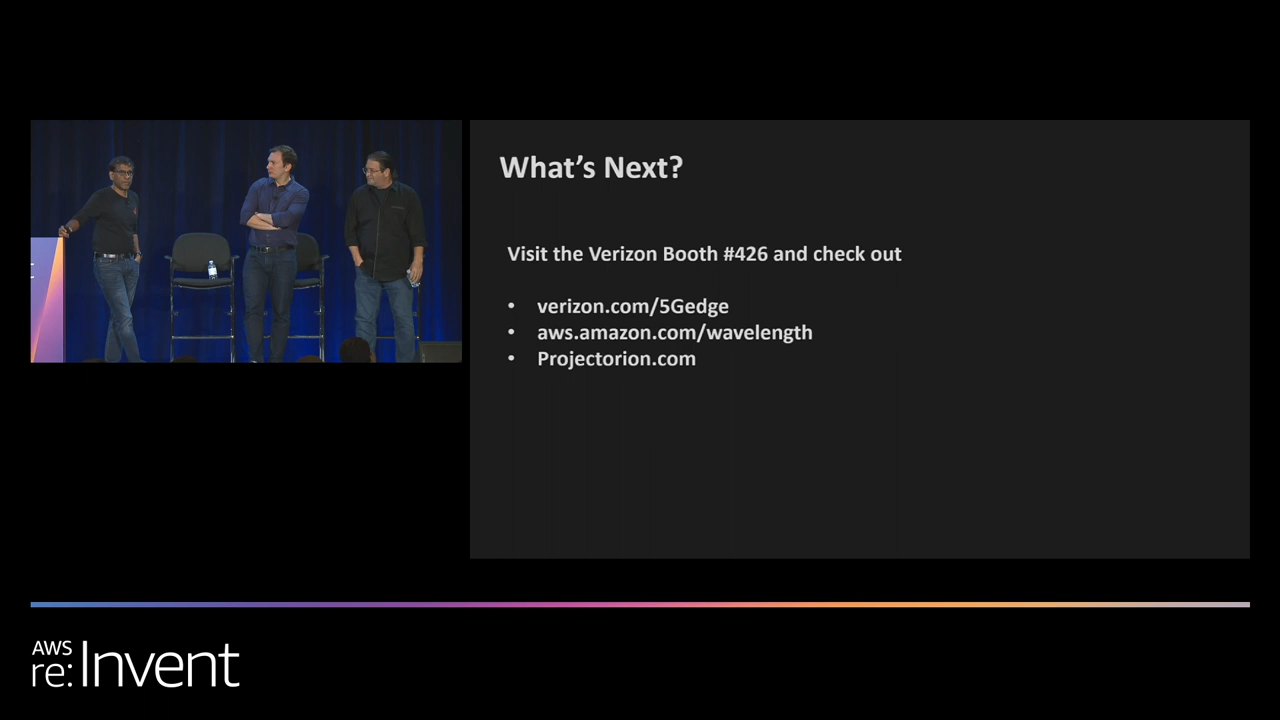 What's Next?
Visit the Verizon Booth #426 and check out
• verizon.com/5Gedge
• aws.amazon.com/wavelength
• Projectorion.com
AWS
re:Invent